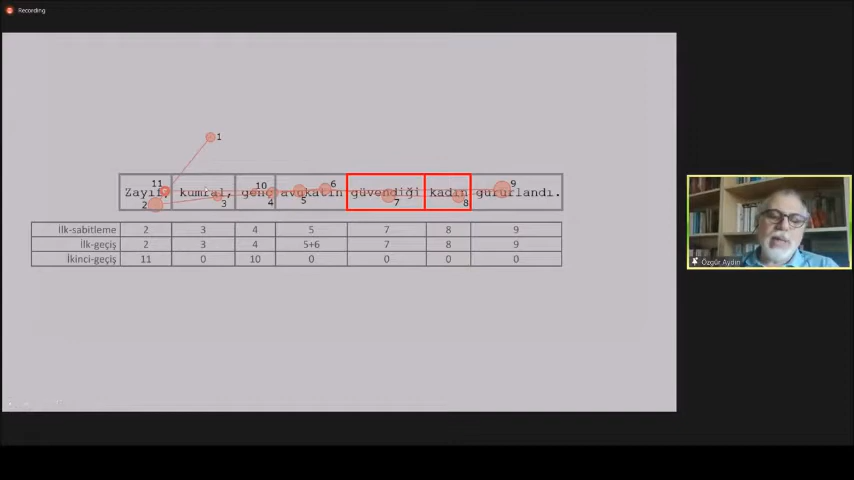 Recording
1
11 10 6 9
Zayıf, kumral, genç avukatın güvendiği kadın gururlandı.
2 3 4 5 7 8
İlk-sabitleme 2 3 4 5 7 8 9
İlk-geçiş 2 3 4 5+6 7 8 9
İkinci-geçiş 11 0 10 0 0 0 0
Özgür Aydın